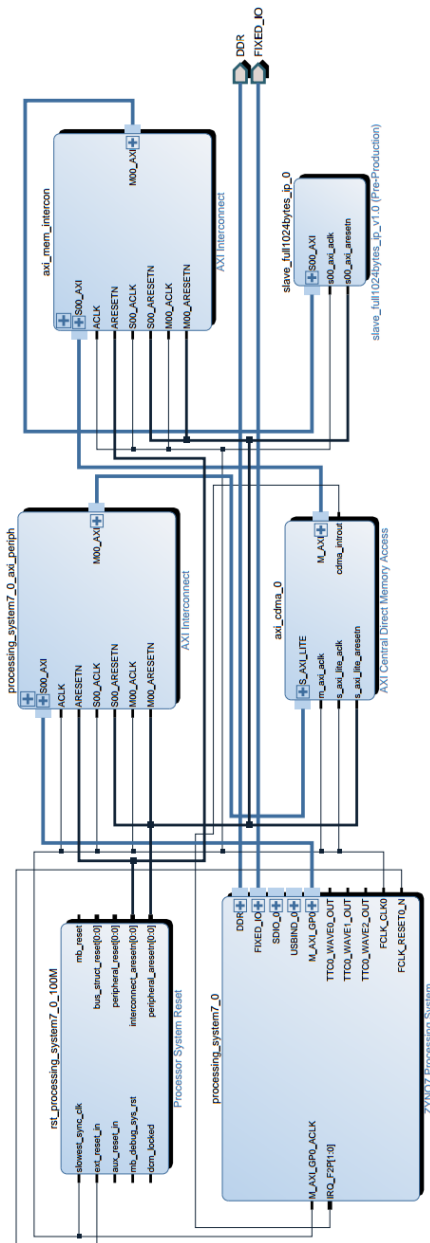 rst_processing_system7_0_100M
slowest_sync_clk
ext_reset_in
aux_reset_in
mb_debug_sys_rst
dcm_locked
mb_reset
bus_struct_reset[0:0]
peripheral_reset[0:0]
interconnect_aresetn[0:0]
peripheral_aresetn[0:0]
Processor System Reset
processing_system7_0_axi_periph
S00_AXI
ACLK
ARESETN
S00_ACLK
S00_ARESETN
M00_ACLK
M00_ARESETN
M00_AXI
AXI Interconnect
axi_mem_intercon
S00_AXI
ACLK
ARESETN
S00_ACLK
S00_ARESETN
M00_ACLK
M00_ARESETN
M00_AXI
AXI Interconnect
DDR
FIXED_IO
processing_system7_0
M_AXI_GP0_ACLK
IRQ_F2P[1:0]
DDR
FIXED_IO
SDIO_0
USBIND_0
M_AXI_GP0
TTC0_WAVE0_OUT
TTC0_WAVE1_OUT
TTC0_WAVE2_OUT
FCLK_CLK0
FCLK_RESET0_N
ZYNQ7 Processing System
axi_cdma_0
S_AXI_LITE
m_axi_aclk
s_axi_lite_aclk
s_axi_lite_aresetn
M_AXI
cdma_introut
AXI Central Direct Memory Access
slave_full1024bytes_ip_0
S00_AXI
s00_axi_aclk
s00_axi_aresetn
slave_full1024bytes_ip_v1.0 (Pre-Production)